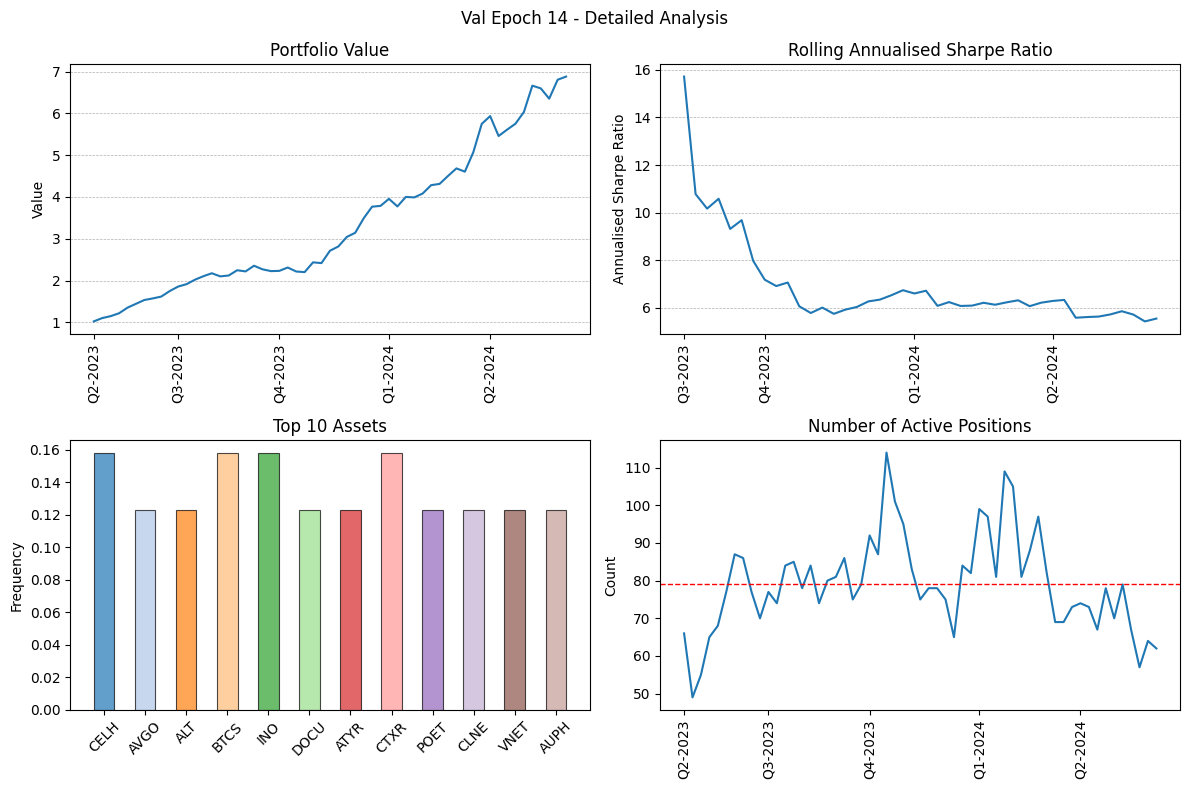 Val Epoch 14 - Detailed Analysis
Portfolio Value
Value
7
6
5
4
3
2
1
Q2-2023
Q3-2023
Q4-2023
Q1-2024
Q2-2024
Rolling Annualised Sharpe Ratio
Annualised Sharpe Ratio
16
14
12
10
8
6
Q3-2023
Q4-2023
Q1-2024
Q2-2024
Top 10 Assets
Frequency
0.16
0.14
0.12
0.10
0.08
0.06
0.04
0.02
0.00
CELH
AVGO
ALT
BTCS
INO
DOCU
ATYR
CTXR
POET
CLNE
VNET
AUPH
Number of Active Positions
Count
110
100
90
80
70
60
50
Q2-2023
Q3-2023
Q4-2023
Q1-2024
Q2-2024